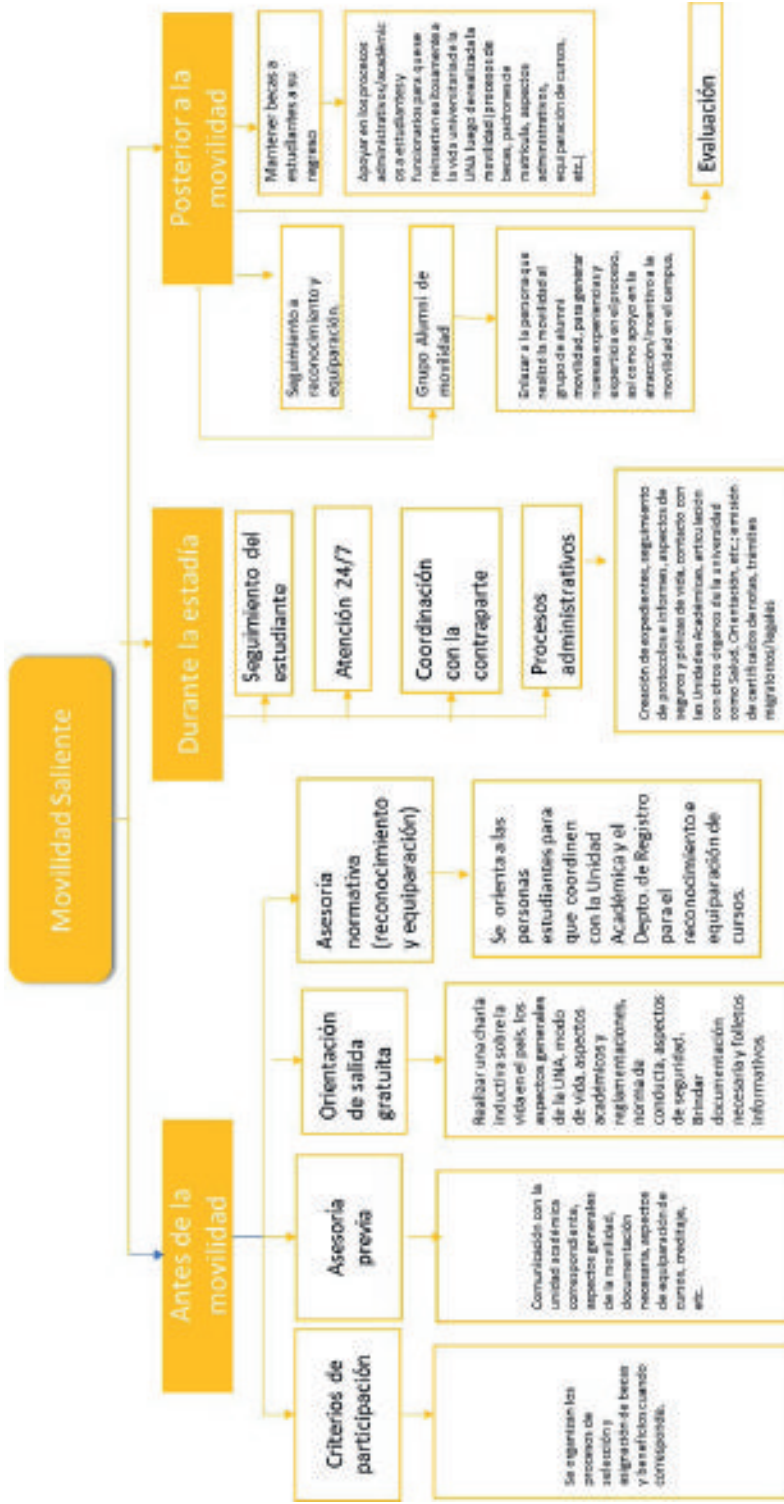 Movilidad Saliente
Antes de la
movilidad
Criterios de
participación
Se organizan los
procesos de
selección y
asignación de becas
y beneficios cuando
corresponde.
Asesoría
previa
Comunicación con la
unidad académica
correspondiente,
aspectos generales
de la movilidad,
documentación
necesaria, aspectos
de equiparación de
cursos, creditaje,
etc.
Orientación
de salida
gratuita
Realizar una charla
inductiva sobre la
vida en el país, los
aspectos generales
de la UNA, modo
de vida, aspectos
académicos y
reglamentaciones,
norma de
conducta, aspectos
de seguridad.
Brindar
documentación
necesaria y folletos
informativos.
Asesoría
normativa
(reconocimiento
y equiparación)
Se orienta a las
personas
estudiantes para
que coordinen
con la Unidad
Académica y el
Depto. de Registro
para el
reconocimiento e
equiparación de
cursos.
Durante la estadía
Seguimiento del
estudiante
Atención 24/7
Coordinación
con la
contraparte
Procesos
administrativos
Creación de expedientes, seguimiento
de protocolos e informes, aspectos de
seguros y pólizas de vida, contacto con
las Unidades Académicas, articulación
con otros órganos de la universidad
como Salud, Orientación, etc.; emisión
de certificados de notas, trámites
migratorios/legales
Posterior a la
movilidad
Seguimiento a
reconocimiento y
equiparación.
Grupo Alumni de
movilidad
Enlazar a la persona que
realizó la movilidad al
grupo de alumni
movilidad, para generar
nuevas experiencias y
experticia en el proceso,
así como apoyo en la
atracción/incentivo a la
movilidad en el campus.
Mantener becas a
estudiantes a su
regreso
Apoyar en los procesos
administrativos/académic
os a estudiantes y
funcionarios para que se
reinserten exitosamente a
la vida universitaria de la
UNA luego de realizada la
movilidad (procesos de
becas, padrones de
matrícula, aspectos
administrativos,
equiparación de cursos,
etc.)
Evaluación